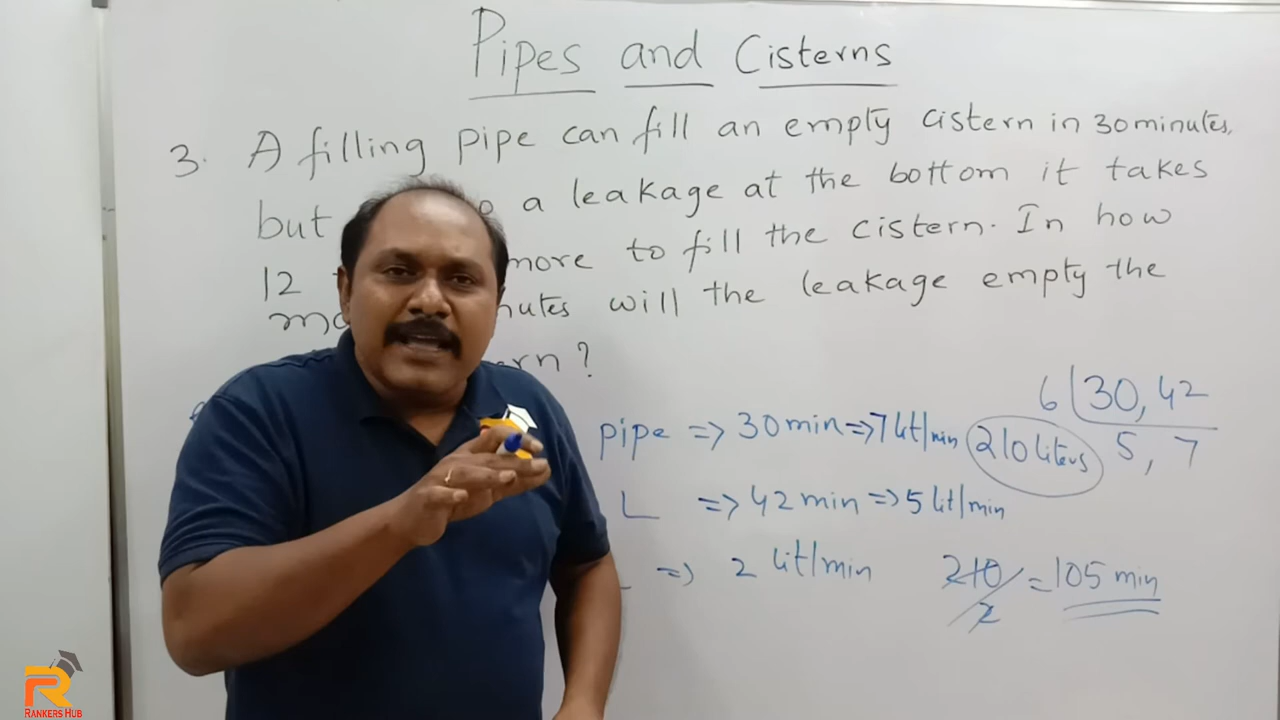 Pipes and Cisterns
3. A filling pipe can fill an empty cistern in 30 minutes,
but a leakage at the bottom it takes
12 more to fill the cistern. In how
will the leakage empty the
?
6 30, 42
pipe => 30 min => 7 lit/min 210 liters 5, 7
L => 42 min => 5 lit/min
=> 2 lit/min 210/2 = 105 min
R
RANKERS HUB